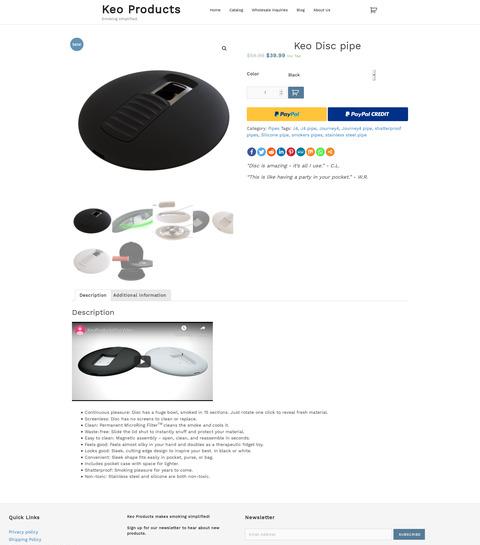 Keo Products
Smoking simplified.
Home
Catalog
Wholesale Inquiries
Blog
About Us
Sale!
Keo Disc pipe
$59.99 $39.99 Inc Tax
Color
Black
1
PayPal
PayPal CREDIT
Category: Pipes Tags: J4, J4 pipe, Journey4, Journey4 pipe, shatterproof
pipes, Silicone pipe, smokers pipes, stainless steel pipe
"Disc is amazing - it's all I use." - C.L.
"This is like having a party in your pocket." - W.R.
Description
Additional information
Description
Continuous pleasure: Disc has a huge bowl, smoked in 15 sections. Just rotate one click to reveal fresh material.
Screenless: Disc has no screens to clean or replace.
Clean: Permanent MicroRing Filter™ cleans the smoke and cools it.
Waste-free: Slide the lid shut to instantly snuff and protect your material.
Easy to clean: Magnetic assembly – open, clean, and reassemble in seconds.
Feels good: Feels almost silky in your hand and doubles as a therapeutic fidget toy.
Looks good: Sleek, cutting edge design to inspire your best. In black or white.
Convenient: Sleek shape fits easily in pocket, purse, or bag.
Includes pocket case with space for lighter.
Shatterproof: Smoking pleasure for years to come.
Non-toxic: Stainless steel and silicone are both non-toxic.
Quick Links
Privacy policy
Shipping Policy
Keo Products makes smoking simplified!
Sign up for our newsletter to hear about new
products.
Newsletter
Email Address
SUBSCRIBE